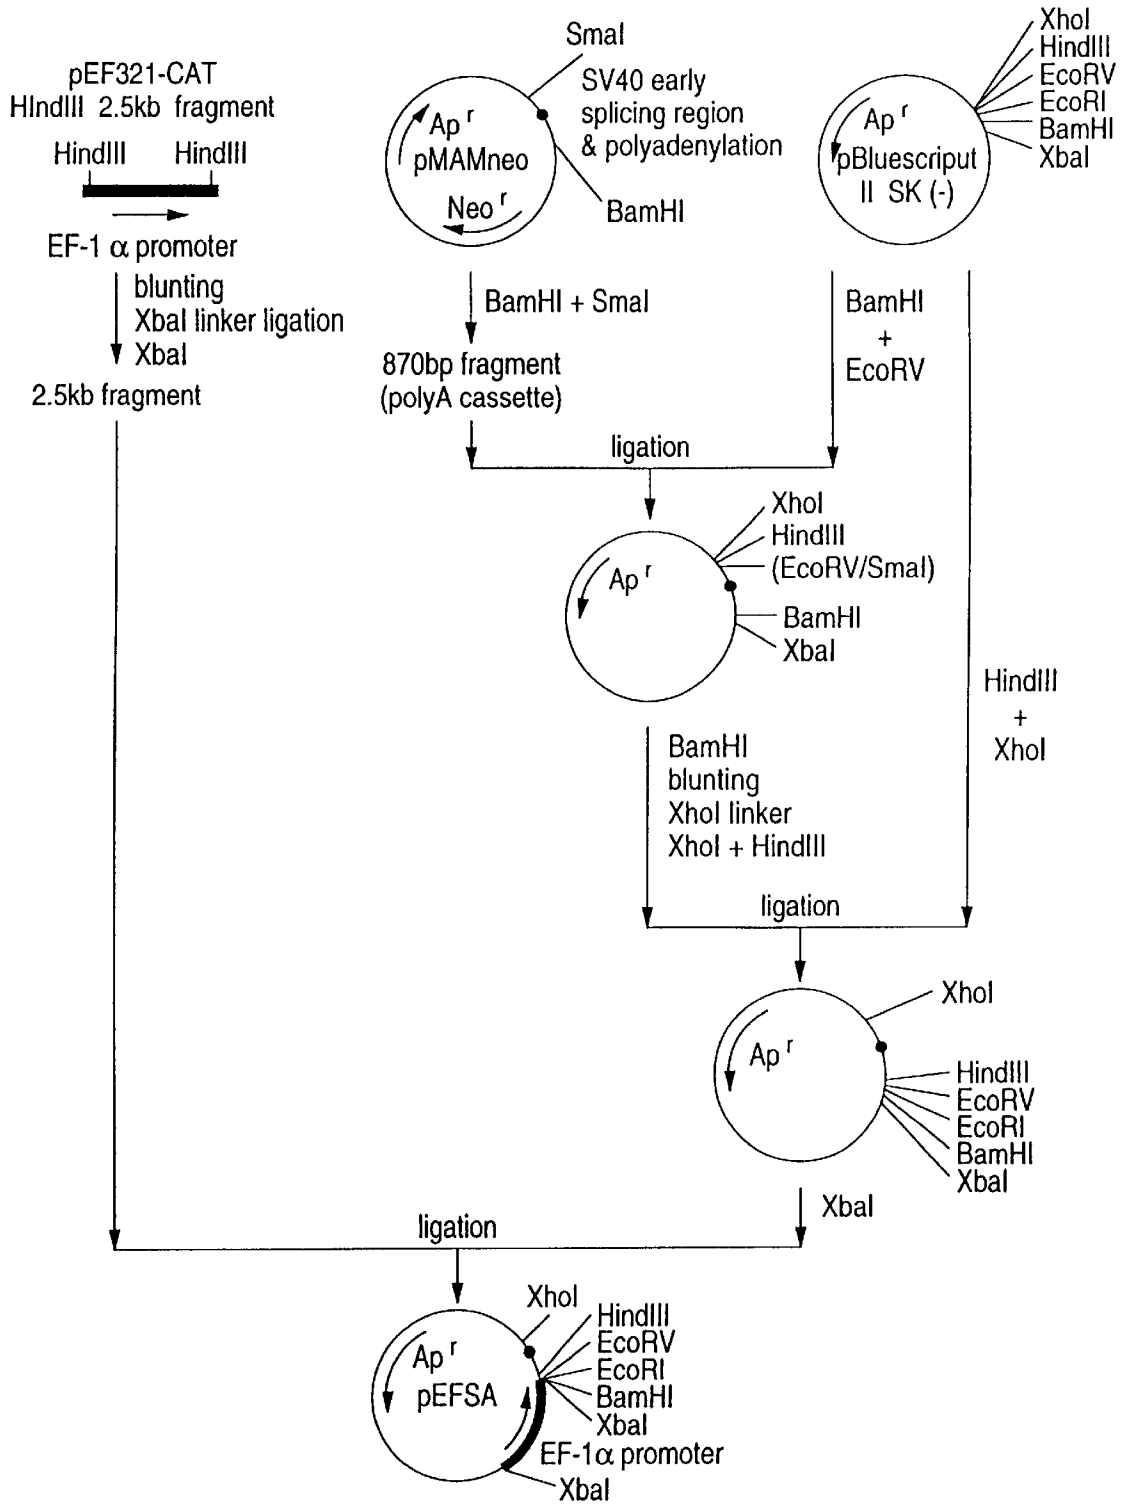 pEF321-CAT
HIndIII 2.5kb fragment
HindIII HindIII
EF-1 α promoter
blunting
XbaI linker ligation
XbaI
2.5kb fragment
SmaI
SV40 early
splicing region
& polyadenylation
Ap r
pMAMneo
Neo r
BamHI
BamHI + SmaI
870bp fragment
(polyA cassette)
XhoI
HindIII
EcoRV
EcoRI
BamHI
XbaI
Ap r
pBluescriput
II SK (-)
BamHI
+
EcoRV
ligation
XhoI
HindIII
(EcoRV/SmaI)
Ap r
BamHI
XbaI
HindIII
+
XhoI
BamHI
blunting
XhoI linker
XhoI + HindIII
ligation
XhoI
Ap r
HindIII
EcoRV
EcoRI
BamHI
XbaI
XbaI
ligation
XhoI
HindIII
EcoRV
EcoRI
BamHI
XbaI
Ap r
pEFSA
EF-1α promoter
XbaI